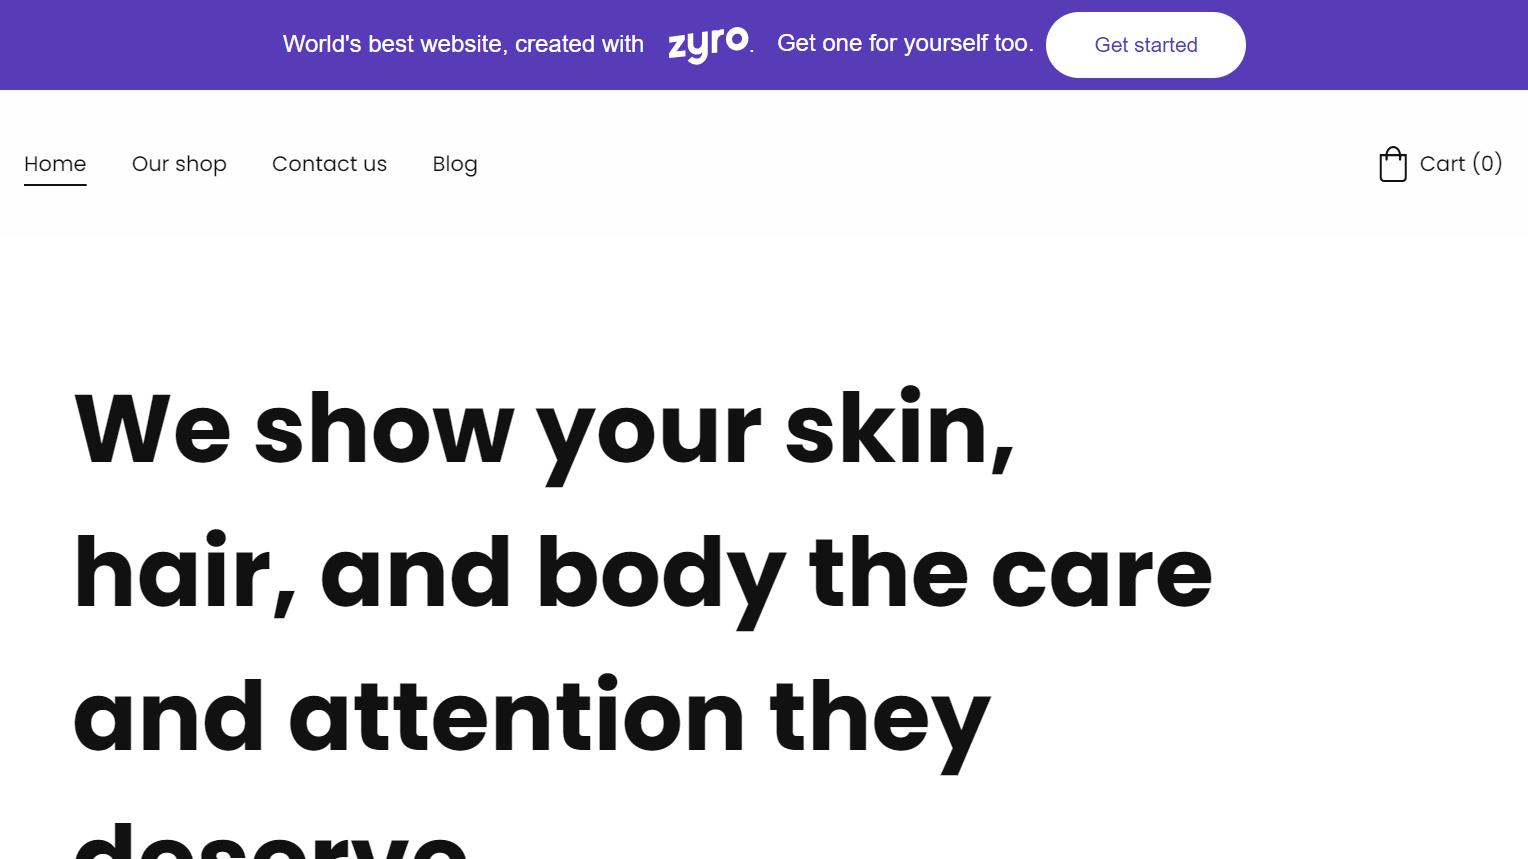 World's best website, created with zyro. Get one for yourself too. Get started
Home Our shop Contact us Blog Cart (0)
We show your skin,
hair, and body the care
and attention they
deserve